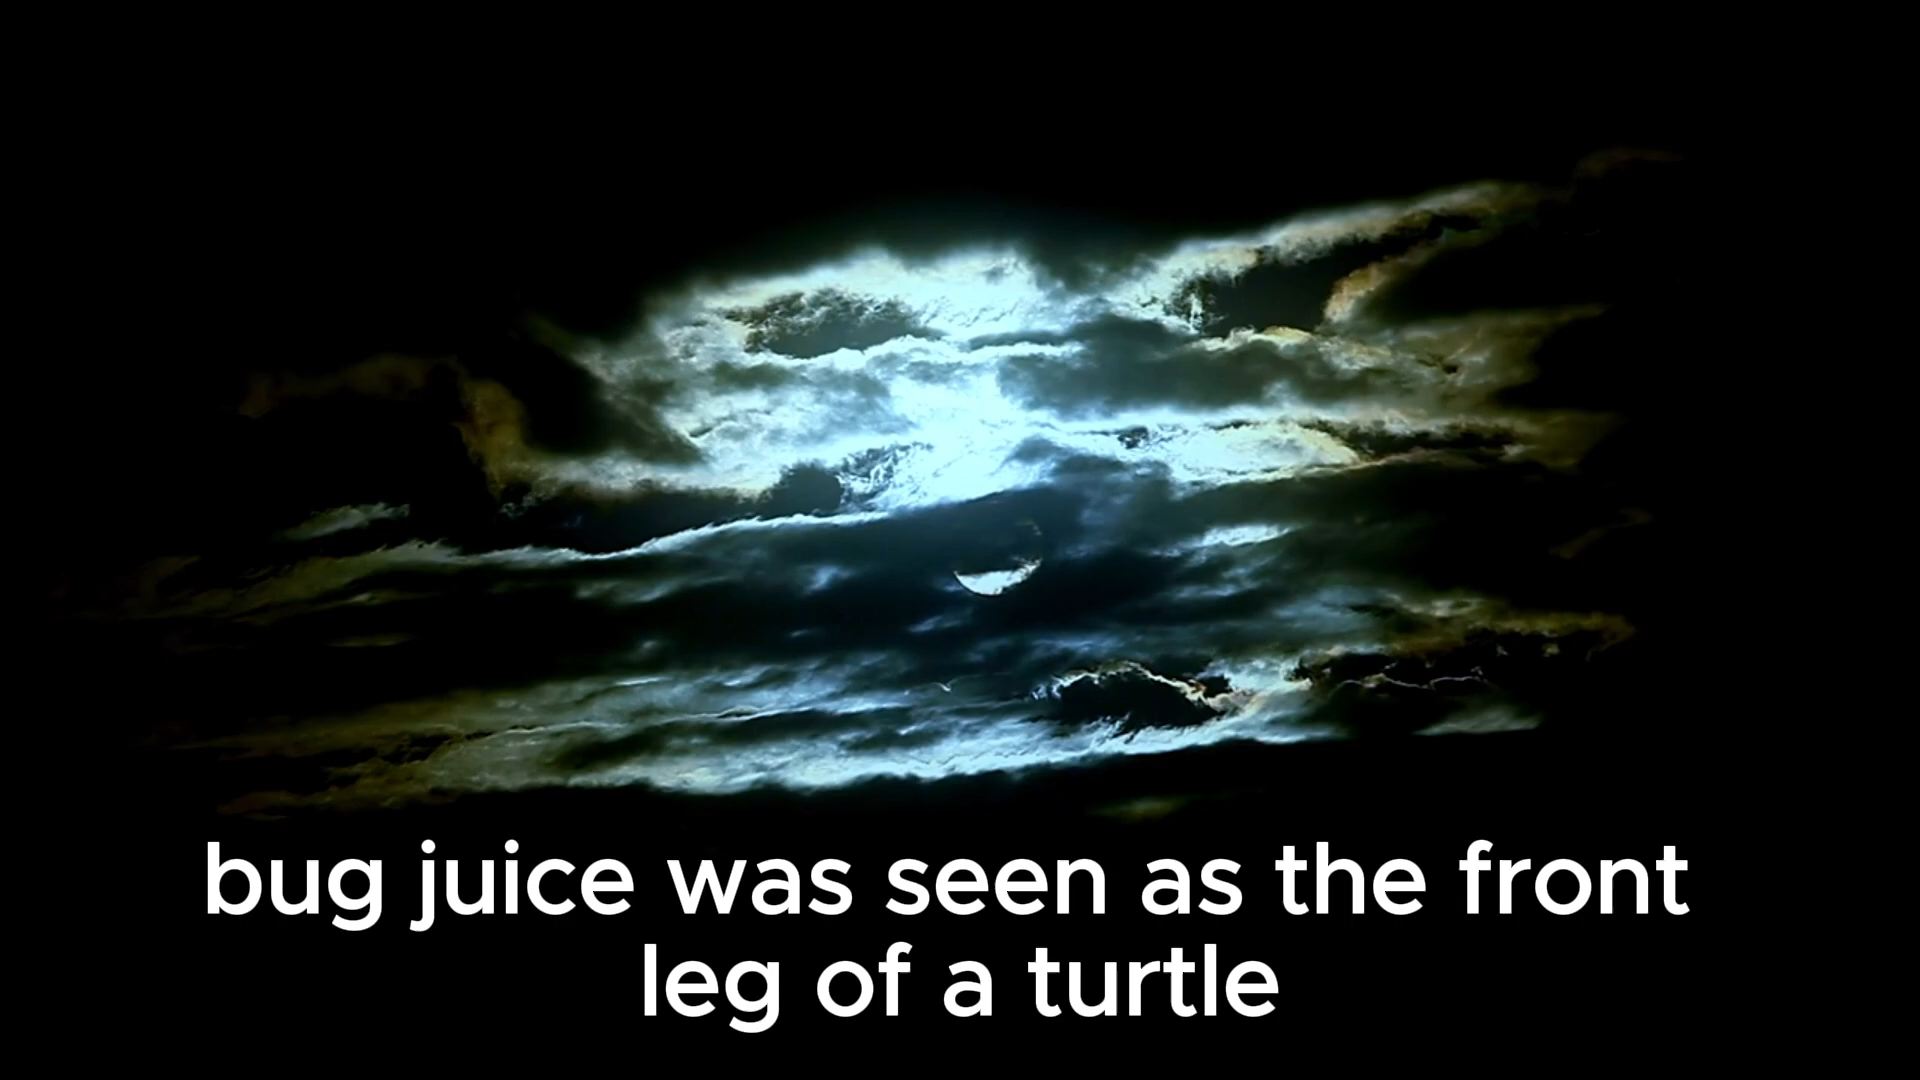 bug juice was seen as the front
leg of a turtle